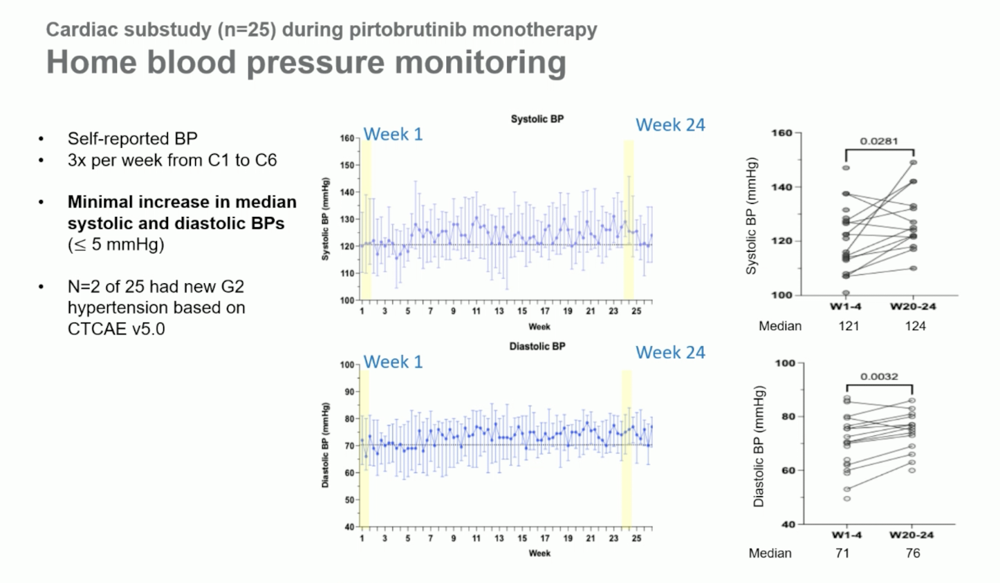 Cardiac substudy (n=25) during pirtobrutinib monotherapy
Home blood pressure monitoring
• Self-reported BP
• 3x per week from C1 to C6
• Minimal increase in median
systolic and diastolic BPs
(≤ 5 mmHg)
• N=2 of 25 had new G2
hypertension based on
CTCAE v5.0
Systolic BP
Week 1
Week 24
Systolic BP (mmHg)
160
150
140
130
120
110
100
1 3 5 7 9 11 13 15 17 19 21 23 25
Week
Diastolic BP
Week 1
Week 24
Diastolic BP (mmHg)
100
90
80
70
60
50
40
1 3 5 7 9 11 13 15 17 19 21 23 25
Week
Systolic BP (mmHg)
160
140
120
100
0.0281
W1-4 W20-24
Median 121 124
Diastolic BP (mmHg)
100
80
60
40
0.0032
W1-4 W20-24
Median 71 76